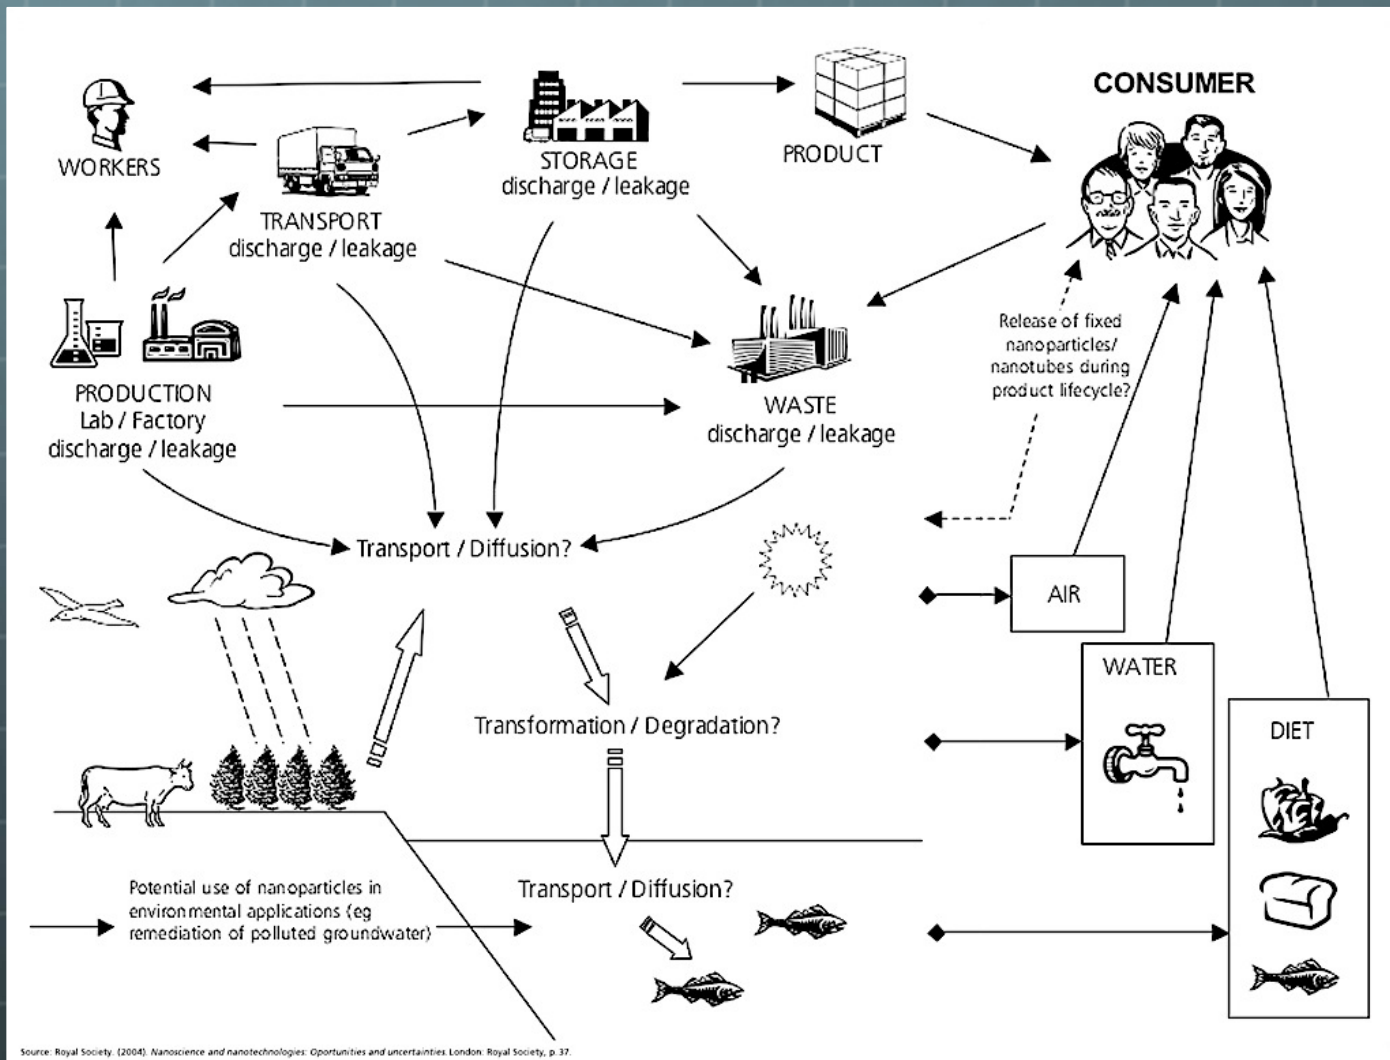 CONSUMER
WORKERS
STORAGE
discharge / leakage
PRODUCT
TRANSPORT
discharge / leakage
PRODUCTION
Lab / Factory
discharge / leakage
WASTE
discharge / leakage
Release of fixed
nanoparticles/
nanotubes during
product lifecycle?
Transport / Diffusion?
AIR
WATER
Transformation / Degradation?
DIET
Potential use of nanoparticles in
environmental applications (eg
remediation of polluted groundwater)
Transport / Diffusion?
Source: Royal Society. (2004). Nanoscience and nanotechnologies: Oportunities and uncertainties. London: Royal Society, p.37.